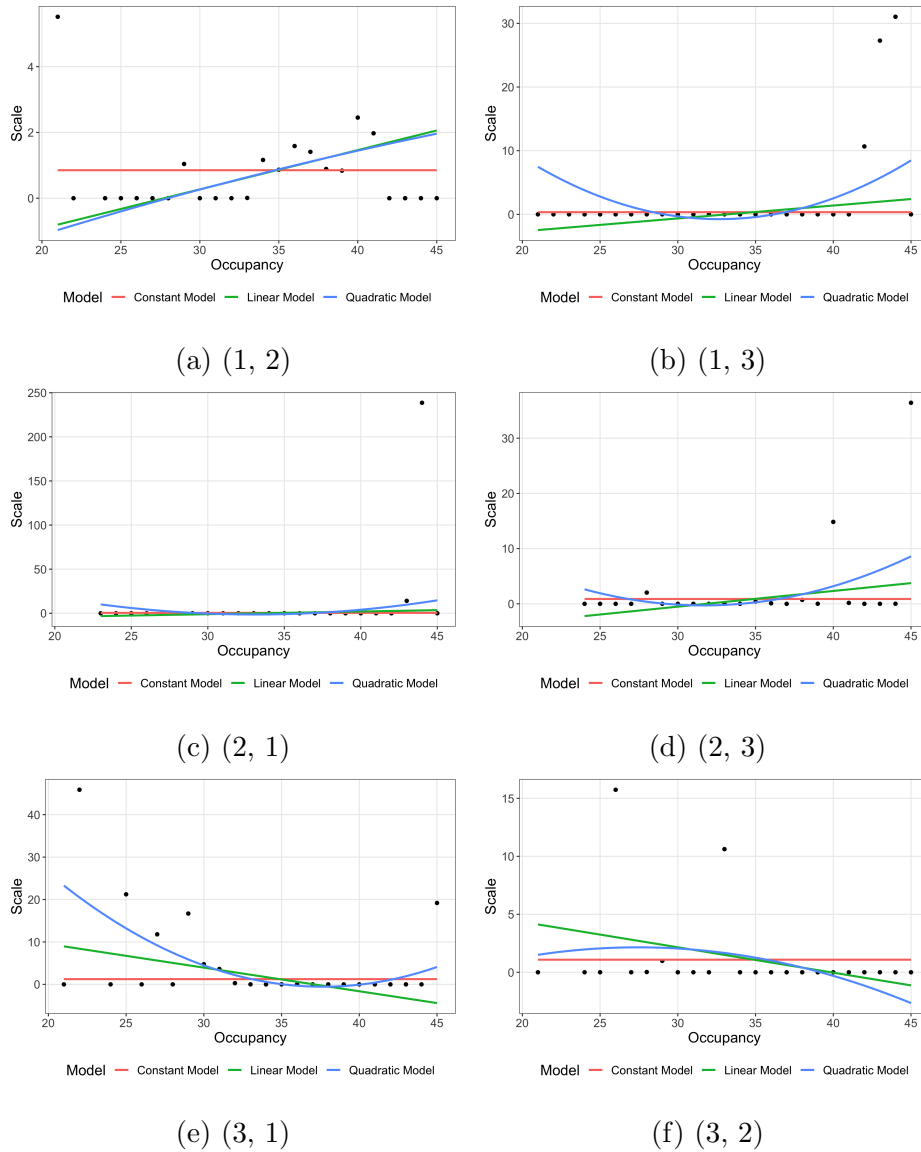 4
2
0
Scale
20 25 30 35 40 45
Occupancy
Model Constant Model Linear Model Quadratic Model
(a) (1, 2)
30
20
10
0
Scale
20 25 30 35 40 45
Occupancy
Model Constant Model Linear Model Quadratic Model
(b) (1, 3)
250
200
150
100
50
0
Scale
20 25 30 35 40 45
Occupancy
Model Constant Model Linear Model Quadratic Model
(c) (2, 1)
30
20
10
0
Scale
20 25 30 35 40 45
Occupancy
Model Constant Model Linear Model Quadratic Model
(d) (2, 3)
40
30
20
10
0
Scale
20 25 30 35 40 45
Occupancy
Model Constant Model Linear Model Quadratic Model
(e) (3, 1)
15
10
5
0
Scale
20 25 30 35 40 45
Occupancy
Model Constant Model Linear Model Quadratic Model
(f) (3, 2)